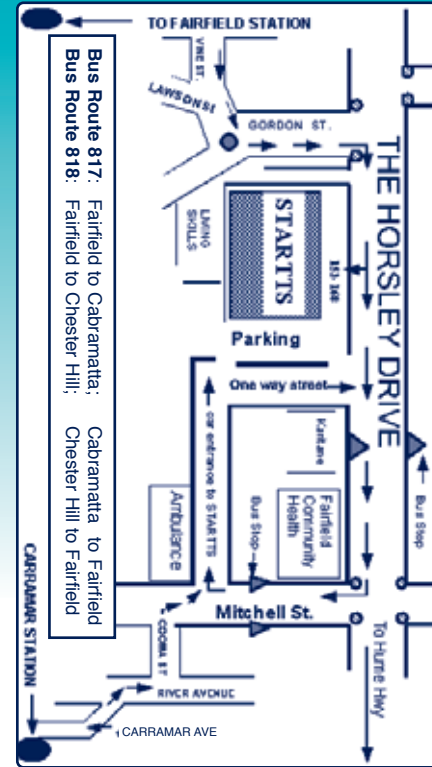 TO FAIRFIELD STATION
VINE ST.
LAWSON St
GORDON ST.
THE HORSLEY DRIVE
LIVING
SKILLS
STARTTS
Parking
One way street
car entrance to STARTTS
Karitane
Fairfield
Community
Health
Ambulance
Bus Stop
Bus Stop
Mitchell St.
To Hume Hwy
COOMA ST
RIVER AVENUE
CARRAMAR AVE
CARRAMAR STATION
Bus Route 817: Fairfield to Cabramatta; Cabramatta to Fairfield
Bus Route 818: Fairfield to Chester Hill; Chester Hill to Fairfield